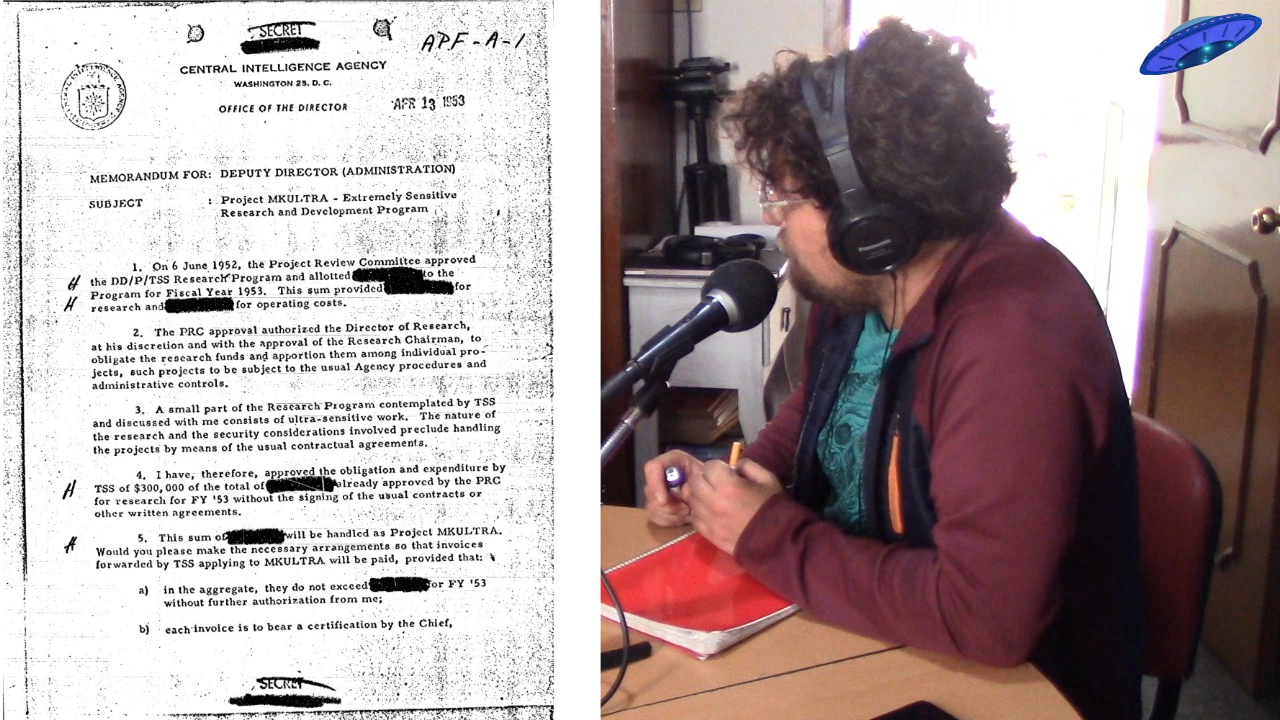 SECRET
APF-A-1
CENTRAL INTELLIGENCE AGENCY
WASHINGTON 25, D. C.
OFFICE OF THE DIRECTOR
APR 13 1953
MEMORANDUM FOR: DEPUTY DIRECTOR (ADMINISTRATION)
SUBJECT : Project MKULTRA - Extremely Sensitive
Research and Development Program
1. On 6 June 1952, the Project Review Committee approved
the DD/P/TSS Research Program and allotted to the
Program for Fiscal Year 1953. This sum provided for
research and for operating costs.
2. The PRC approval authorized the Director of Research,
at his discretion and with the approval of the Research Chairman, to
obligate the research funds and apportion them among individual pro-
jects, such projects to be subject to the usual Agency procedures and
administrative controls.
3. A small part of the Research Program contemplated by TSS
and discussed with me consists of ultra-sensitive work. The nature of
the research and the security considerations involved preclude handling
the projects by means of the usual contractual agreements.
4. I have, therefore, approved the obligation and expenditure by
TSS of $300,000 of the total of already approved by the PRC
for research for FY '53 without the signing of the usual contracts or
other written agreements.
5. This sum of will be handled as Project MKULTRA.
Would you please make the necessary arrangements so that invoices
forwarded by TSS applying to MKULTRA will be paid, provided that:
a) in the aggregate, they do not exceed for FY '53
without further authorization from me;
b) each invoice is to bear a certification by the Chief,
SECRET
Panasonic